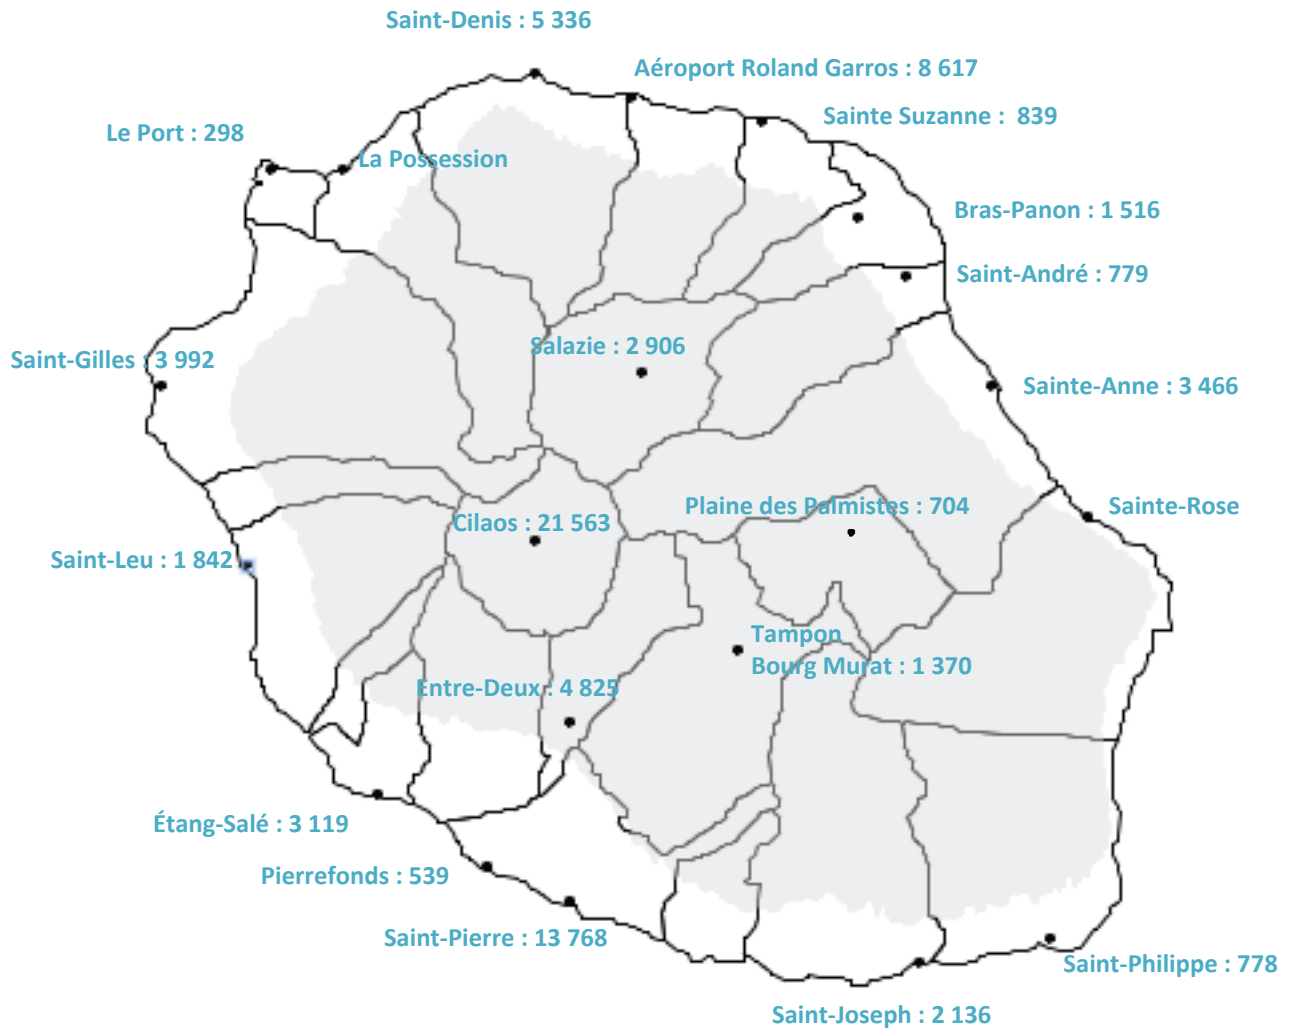 Saint-Denis : 5 336
Aéroport Roland Garros : 8 617
Sainte Suzanne :  839
Le Port : 298
La Possession
Bras-Panon : 1 516
Saint-André : 779
Salazie : 2 906
Saint-Gilles : 3 992
Sainte-Anne : 3 466
Plaine des Palmistes : 704
Sainte-Rose
Cilaos : 21 563
Saint-Leu : 1 842
Tampon
Bourg Murat : 1 370
Entre-Deux : 4 825
Étang-Salé : 3 119
Pierrefonds : 539
Saint-Pierre : 13 768
Saint-Philippe : 778
Saint-Joseph : 2 136